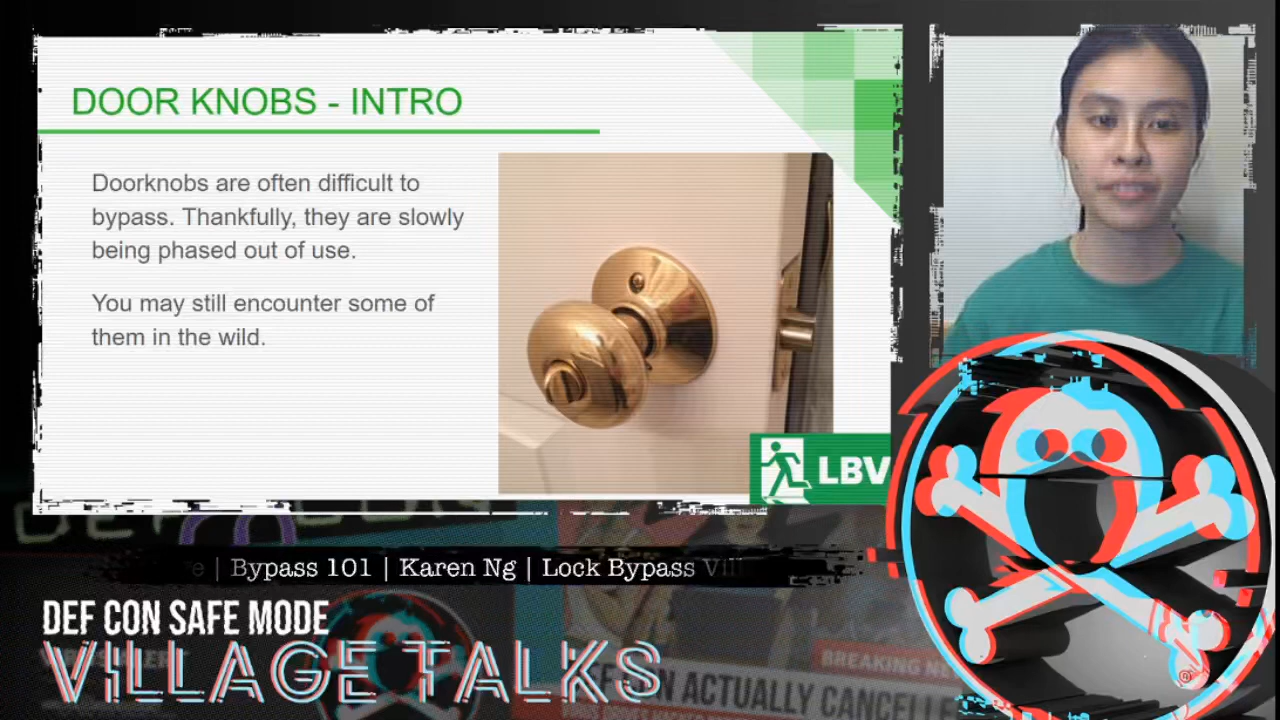 DOOR KNOBS - INTRO
Doorknobs are often difficult to
bypass. Thankfully, they are slowly
being phased out of use.
You may still encounter some of
them in the wild.
LBV
| Bypass 101 | Karen Ng | Lock Bypass
DEF CON SAFE MODE
VILLAGE TALKS
BREAKING
CON ACTUALLY
®